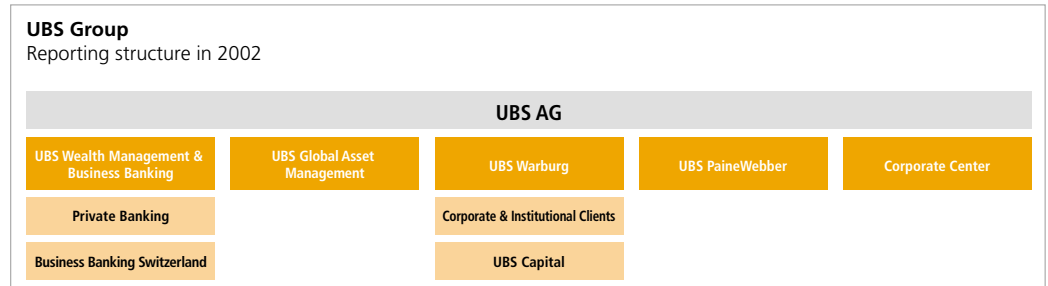 UBS Group
Reporting structure in 2002
UBS AG
UBS Wealth Management &
Business Banking
UBS Global Asset
Management
UBS Warburg
UBS PaineWebber
Corporate Center
Private Banking
Corporate & Institutional Clients
Business Banking Switzerland
UBS Capital